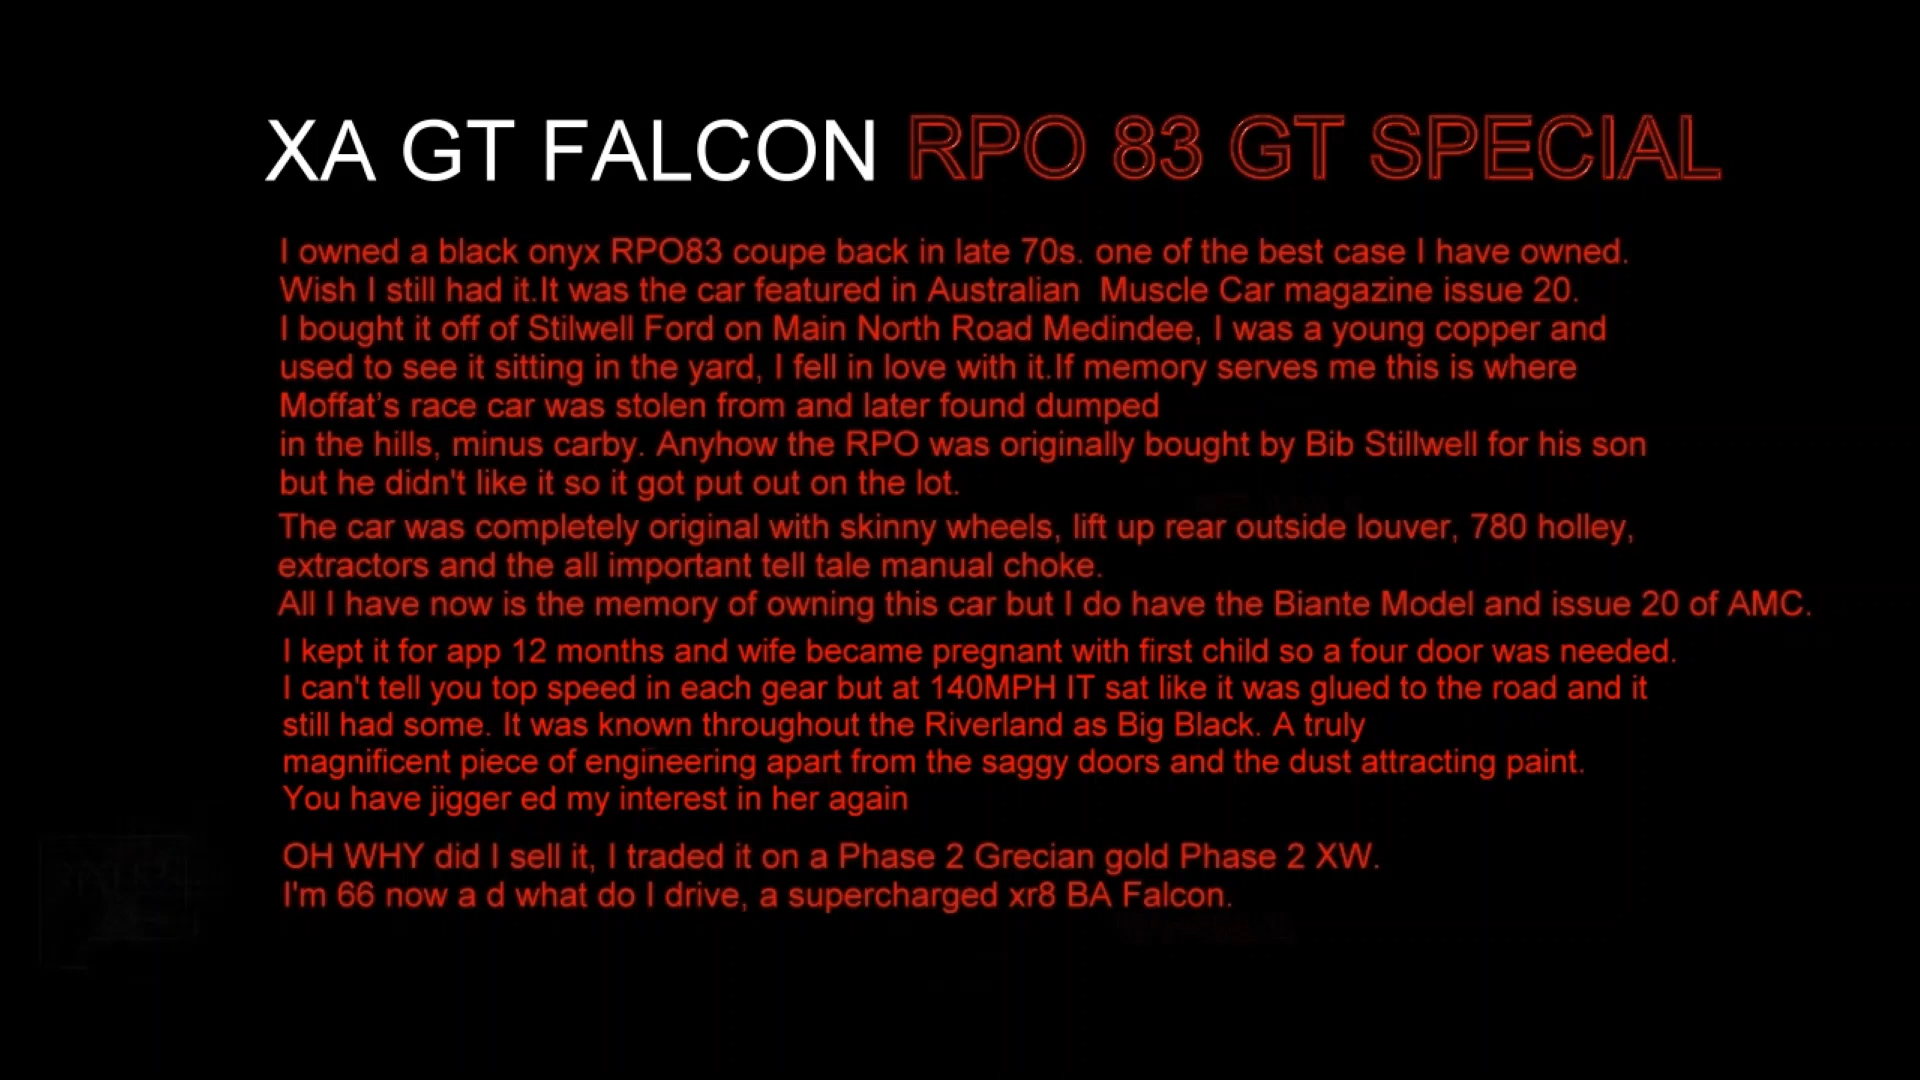 XA GT FALCON RPO 83 GT SPECIAL
I owned a black onyx RPO83 coupe back in late 70s. one of the best case I have owned.
Wish I still had it.It was the car featured in Australian  Muscle Car magazine issue 20.
I bought it off of Stilwell Ford on Main North Road Medindee, I was a young copper and
used to see it sitting in the yard, I fell in love with it.If memory serves me this is where
Moffat’s race car was stolen from and later found dumped
in the hills, minus carby. Anyhow the RPO was originally bought by Bib Stillwell for his son
but he didn't like it so it got put out on the lot.
The car was completely original with skinny wheels, lift up rear outside louver, 780 holley,
extractors and the all important tell tale manual choke.
All I have now is the memory of owning this car but I do have the Biante Model and issue 20 of AMC.
I kept it for app 12 months and wife became pregnant with first child so a four door was needed.
I can't tell you top speed in each gear but at 140MPH IT sat like it was glued to the road and it
still had some. It was known throughout the Riverland as Big Black. A truly
magnificent piece of engineering apart from the saggy doors and the dust attracting paint.
You have jigger ed my interest in her again
OH WHY did I sell it, I traded it on a Phase 2 Grecian gold Phase 2 XW.
I'm 66 now a d what do I drive, a supercharged xr8 BA Falcon.